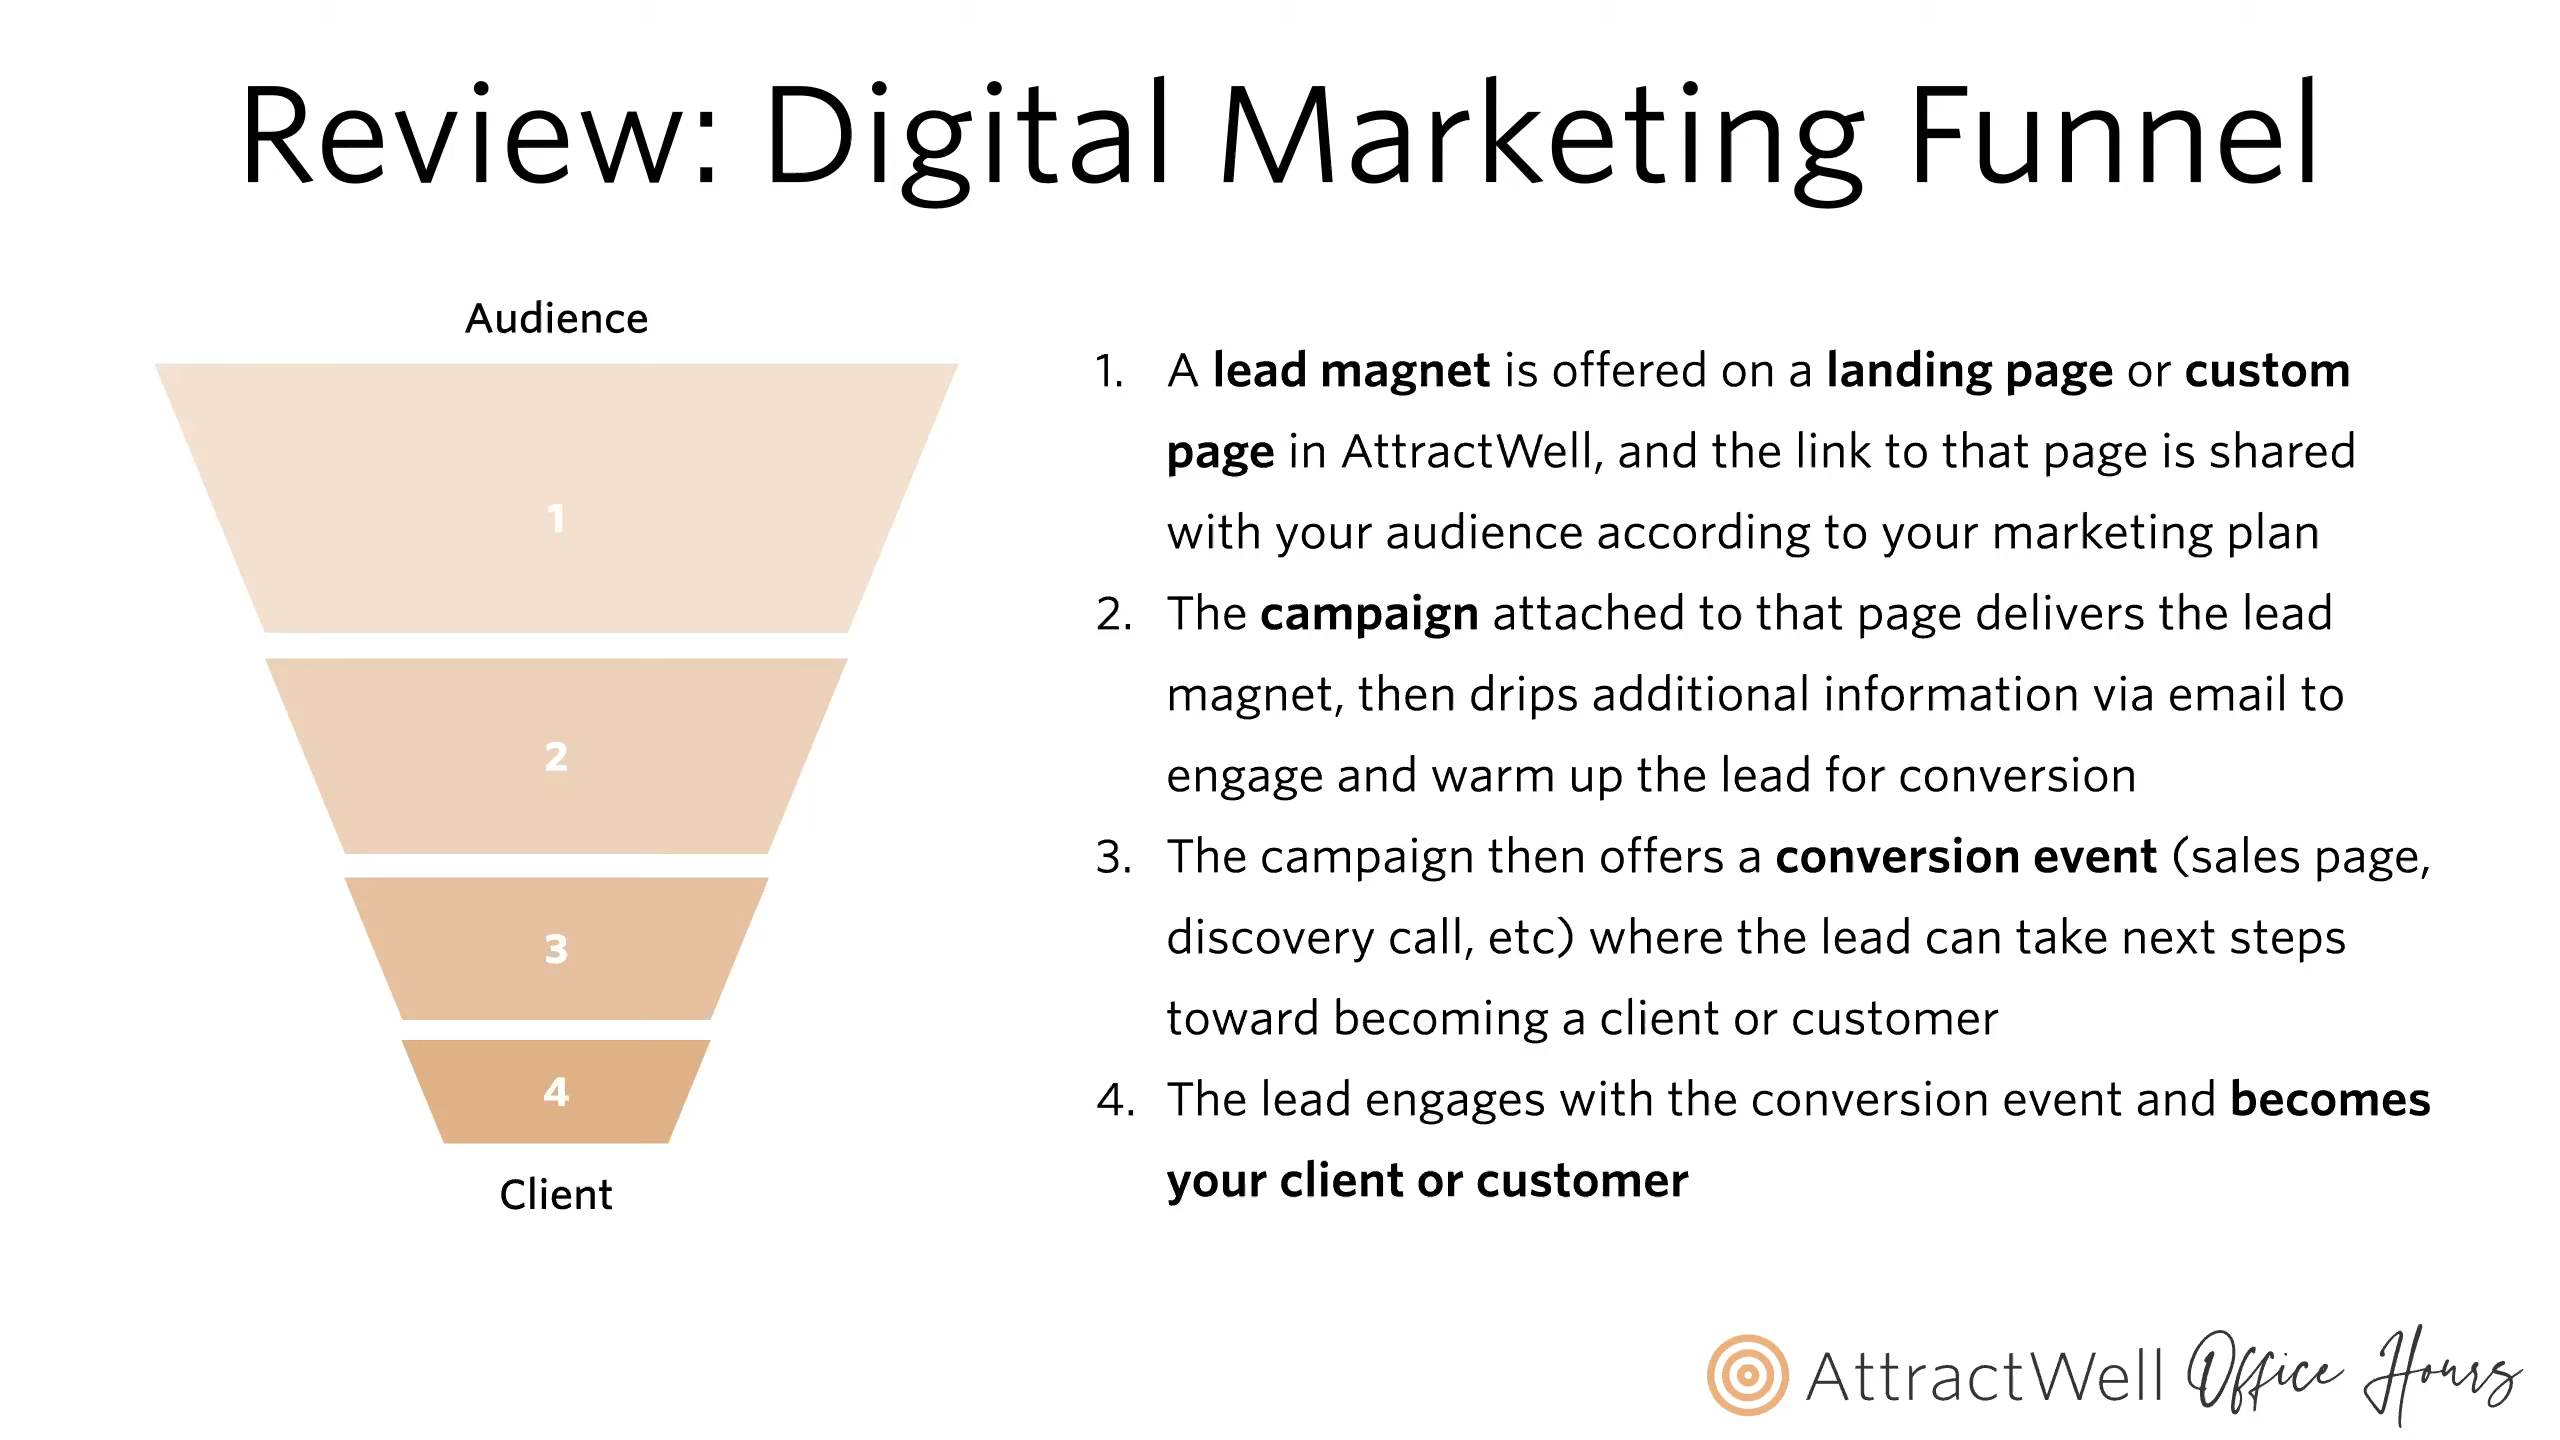 Review: Digital Marketing Funnel
Audience
1
2
3
4
Client
1. A lead magnet is offered on a landing page or custom
page in AttractWell, and the link to that page is shared
with your audience according to your marketing plan
2. The campaign attached to that page delivers the lead
magnet, then drips additional information via email to
engage and warm up the lead for conversion
3. The campaign then offers a conversion event (sales page,
discovery call, etc) where the lead can take next steps
toward becoming a client or customer
4. The lead engages with the conversion event and becomes
your client or customer
AttractWell Office Hours